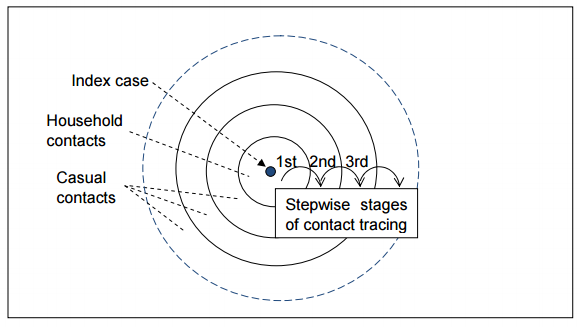 Index case
Household
contacts
Casual
contacts
1st 2nd 3rd
Stepwise stages
of contact tracing